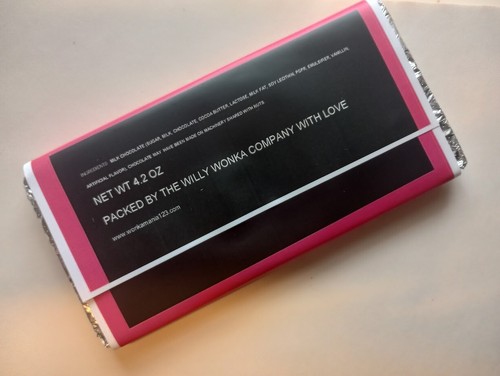 INGREDIENTS: MILK CHOCOLATE (SUGAR, MILK, CHOCOLATE, COCOA BUTTER, LACTOSE, MILK FAT, SOY LECITHIN, PGPR, EMULSIFIER, VANILLIN,
ARTIFICIAL FLAVOR). CHOCOLATE MAY HAVE BEEN MADE ON MACHINERY SHARED WITH NUTS.
NET WT 4.2 OZ
PACKED BY THE WILLY WONKA COMPANY WITH LOVE
www.wonkamania123.com